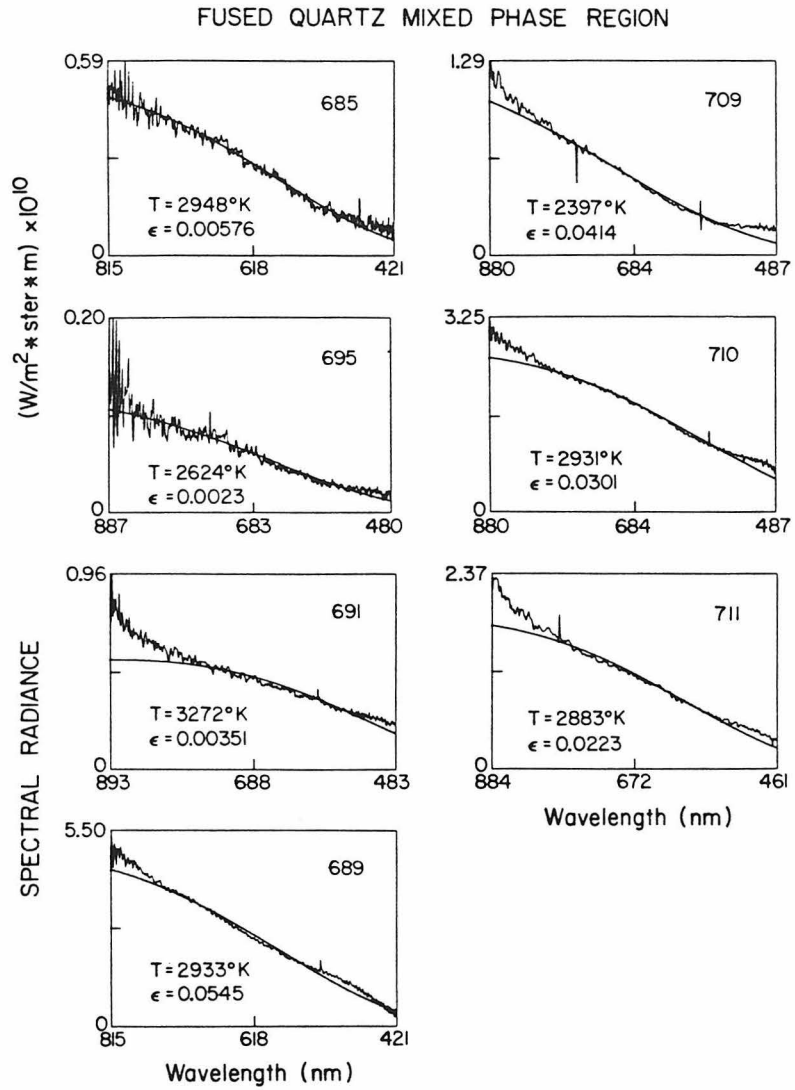 FUSED QUARTZ MIXED PHASE REGION
SPECTRAL RADIANCE (W/m² * ster * m) ×10¹⁰
0.59
685
T = 2948°K
ϵ = 0.00576
0
815 618 421
0.20
695
T = 2624°K
ϵ = 0.0023
0
887 683 480
0.96
691
T = 3272°K
ϵ = 0.00351
0
893 688 483
5.50
689
T = 2933°K
ϵ = 0.0545
0
815 618 421
Wavelength (nm)
1.29
709
T = 2397°K
ϵ = 0.0414
0
880 684 487
3.25
710
T = 2931°K
ϵ = 0.0301
0
880 684 487
2.37
711
T = 2883°K
ϵ = 0.0223
0
884 672 461
Wavelength (nm)